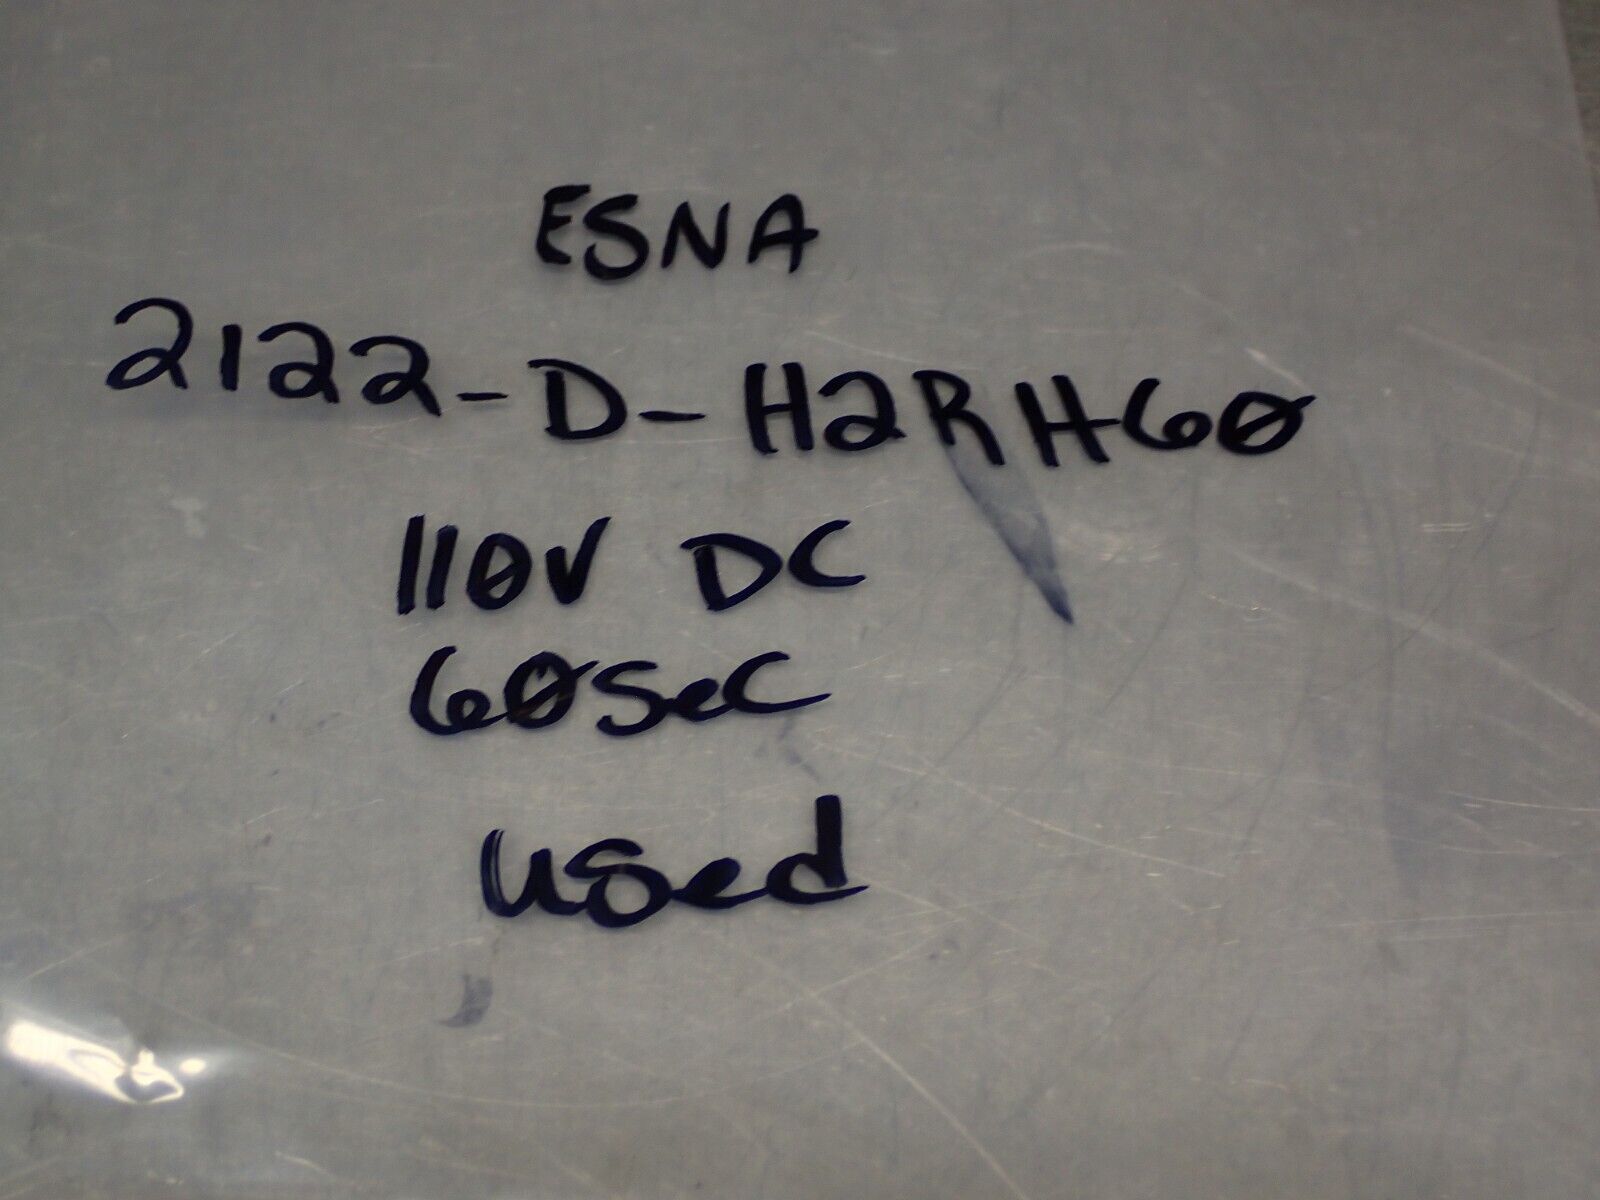 ESNA
2122-D-H2RH60
110V DC
60Sec
used